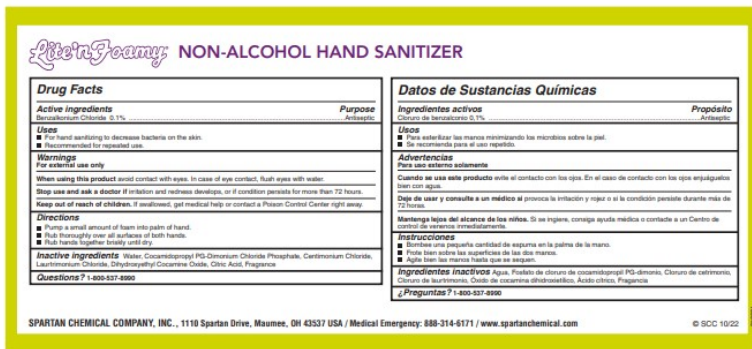 Lite'n Foamy NON-ALCOHOL HAND SANITIZER
Drug Facts
Active ingredients Purpose
Benzalkonium Chloride 0.1% Antiseptic
Uses
■ For hand sanitizing to decrease bacteria on the skin.
■ Recommended for repeated use.
Warnings
For external use only
When using this product avoid contact with eyes. In case of eye contact, flush eyes with water.
Stop use and ask a doctor if irritation and redness develops, or if condition persists for more than 72 hours.
Keep out of reach of children. If swallowed, get medical help or contact a Poison Control Center right away.
Directions
■ Pump a small amount of foam into palm of hand.
■ Rub thoroughly over all surfaces of both hands.
■ Rub hands together briskly until dry.
Inactive ingredients Water, Cocamidopropyl PG-Dimonium Chloride Phosphate, Centimonium Chloride,
Laurtrimonium Chloride, Dihydroxyethyl Cocamine Oxide, Citric Acid, Fragrance
Questions? 1-800-537-8990
Datos de Sustancias Químicas
Ingredientes activos Propósito
Cloruro de benzalconio 0,1% Antiseptic
Usos
■ Para esterilizar las manos minimizando los microbios sobre la piel.
■ Se recomienda para el uso repetido.
Advertencias
Para uso externo solamente
Cuando se usa este producto evite el contacto con los ojos. En el caso de contacto con los ojos enjuáguelos
bien con agua.
Deje de usar y consulte a un médico si provoca la irritación y rojez o si la condición persiste durante más de
72 horas.
Mantenga lejos del alcance de los niños. Si se ingiere, consiga ayuda médica o contacte a un Centro de
control de venenos inmediatamente.
Instrucciones
■ Bombee una pequeña cantidad de espuma en la palma de la mano.
■ Frote bien sobre las superficies de las dos manos.
■ Agite bien las manos hasta que se sequen.
Ingredientes inactivos Agua, Fosfato de cloruro de cocamidopropil PG-dimonio, Cloruro de cetrimonio,
Cloruro de laurtrimonio, Óxido de cocamina dihidroxietílico, Ácido cítrico, Fragancia
¿Preguntas? 1-800-537-8990
SPARTAN CHEMICAL COMPANY, INC., 1110 Spartan Drive, Maumee, OH 43537 USA / Medical Emergency: 888-314-6171 / www.spartanchemical.com © SCC 10/22